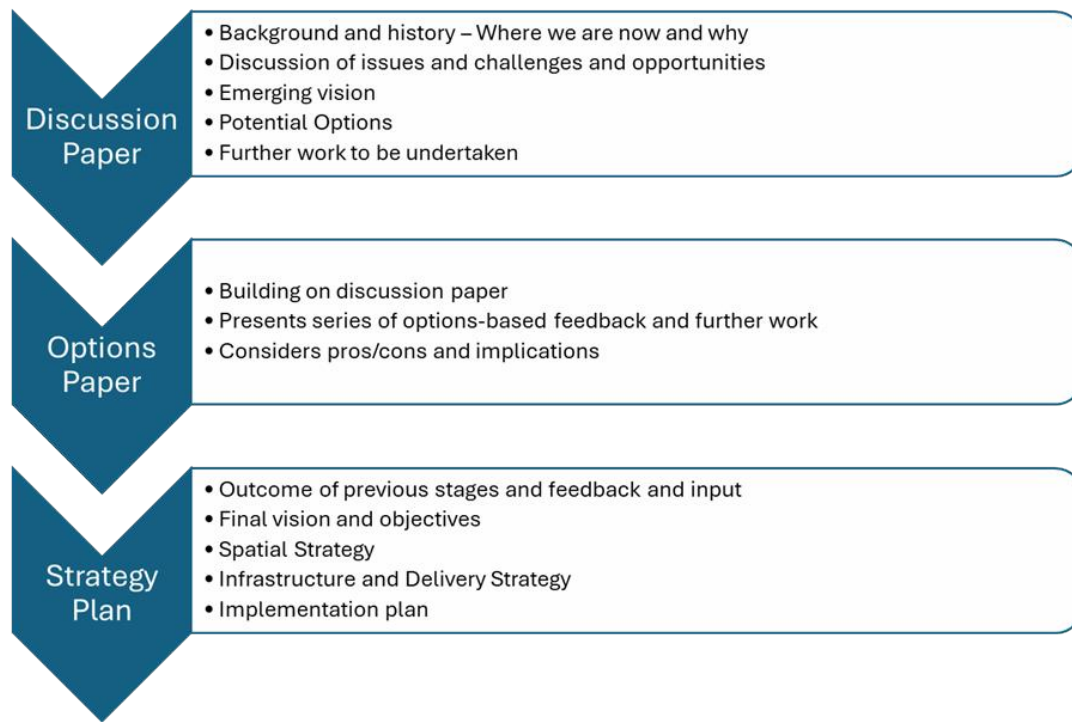 Discussion
Paper
• Background and history – Where we are now and why
• Discussion of issues and challenges and opportunities
• Emerging vision
• Potential Options
• Further work to be undertaken
Options
Paper
• Building on discussion paper
• Presents series of options-based feedback and further work
• Considers pros/cons and implications
Strategy
Plan
• Outcome of previous stages and feedback and input
• Final vision and objectives
• Spatial Strategy
• Infrastructure and Delivery Strategy
• Implementation plan